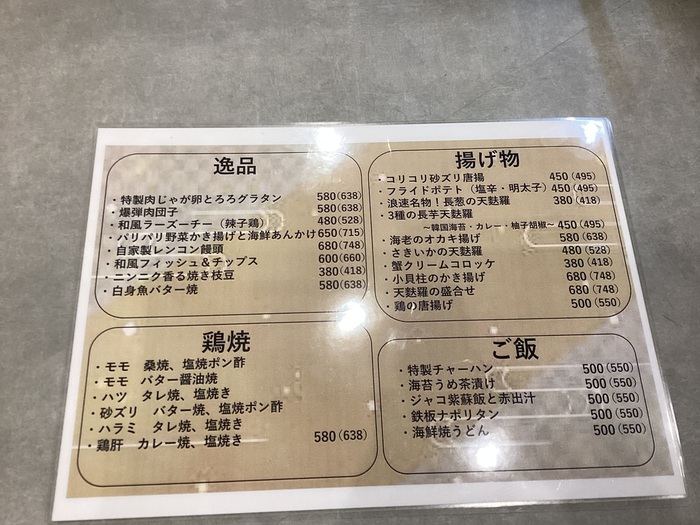 逸品
・特製肉じゃが卵とろろグラタン 580(638)
・爆弾肉団子 580(638)
・和風ラーズーチー(辣子鶏) 480(528)
・パリパリ野菜かき揚げと海鮮あんかけ650(715)
・自家製レンコン饅頭 680(748)
・和風フィッシュ&チップス 600(660)
・ニンニク香る焼き枝豆 380(418)
・白身魚バター焼 580(638)
揚げ物
・コリコリ砂ズリ唐揚 450(495)
・フライドポテト(塩辛・明太子) 450(495)
・浪速名物!長葱の天麩羅 380(418)
・3種の長芋天麩羅
～韓国海苔・カレー・柚子胡椒～ 450(495)
・海老のオカキ揚げ 580(638)
・さきいかの天麩羅 480(528)
・蟹クリームコロッケ 380(418)
・小貝柱のかき揚げ 680(748)
・天麩羅の盛合せ 680(748)
・鶏の唐揚げ 500(550)
鶏焼
・モモ 桑焼、塩焼ポン酢
・モモ バター醤油焼
・ハツ タレ焼、塩焼き
・砂ズリ バター焼、塩焼ポン酢
・ハラミ タレ焼、塩焼き
・鶏肝 カレー焼、塩焼き 580(638)
ご飯
・特製チャーハン 500(550)
・海苔うめ茶漬け 500(550)
・ジャコ紫蘇飯と赤出汁 500(550)
・鉄板ナポリタン 500(550)
・海鮮焼うどん 500(550)